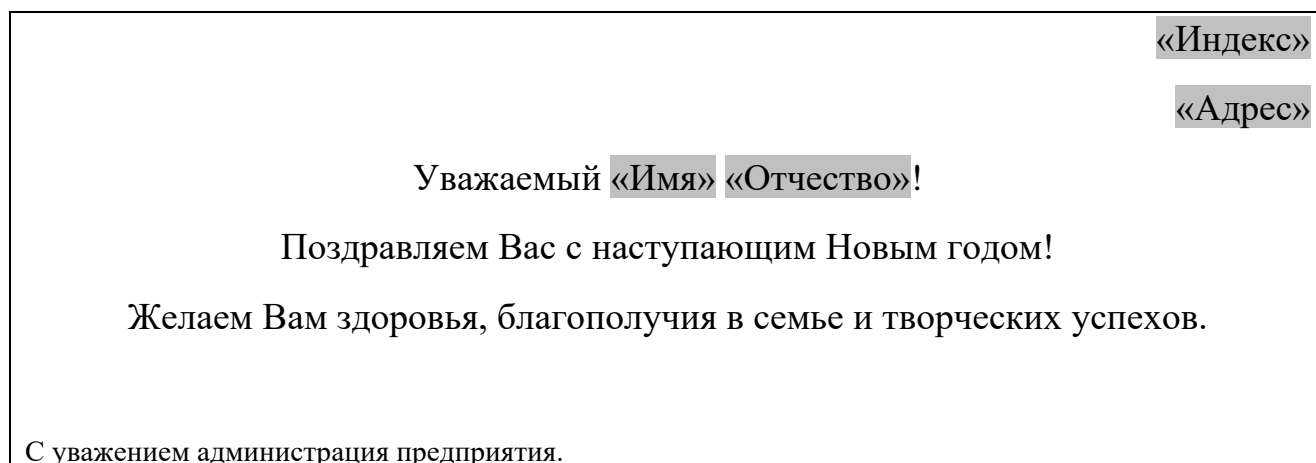 «Индекс»
«Адрес»
Уважаемый «Имя» «Отчество»!
Поздравляем Вас с наступающим Новым годом!
Желаем Вам здоровья, благополучия в семье и творческих успехов.
С уважением администрация предприятия.